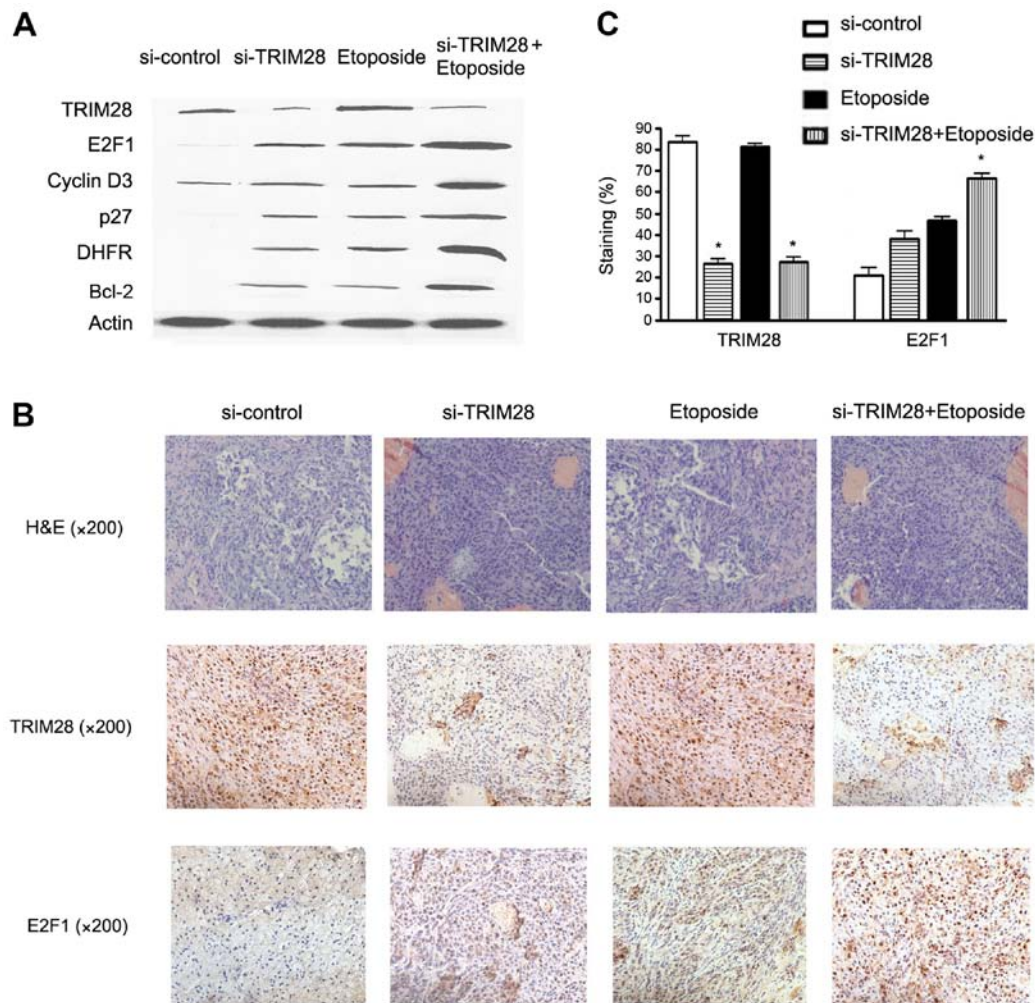 A
si-control si-TRIM28 Etoposide si-TRIM28+
Etoposide
TRIM28
E2F1
Cyclin D3
p27
DHFR
Bcl-2
Actin
C
si-control
si-TRIM28
Etoposide
si-TRIM28+Etoposide
Staining (%)
90
80
70
60
50
40
30
20
10
0
* * *
TRIM28 E2F1
B
si-control si-TRIM28 Etoposide si-TRIM28+Etoposide
H&E (×200)
TRIM28 (×200)
E2F1 (×200)